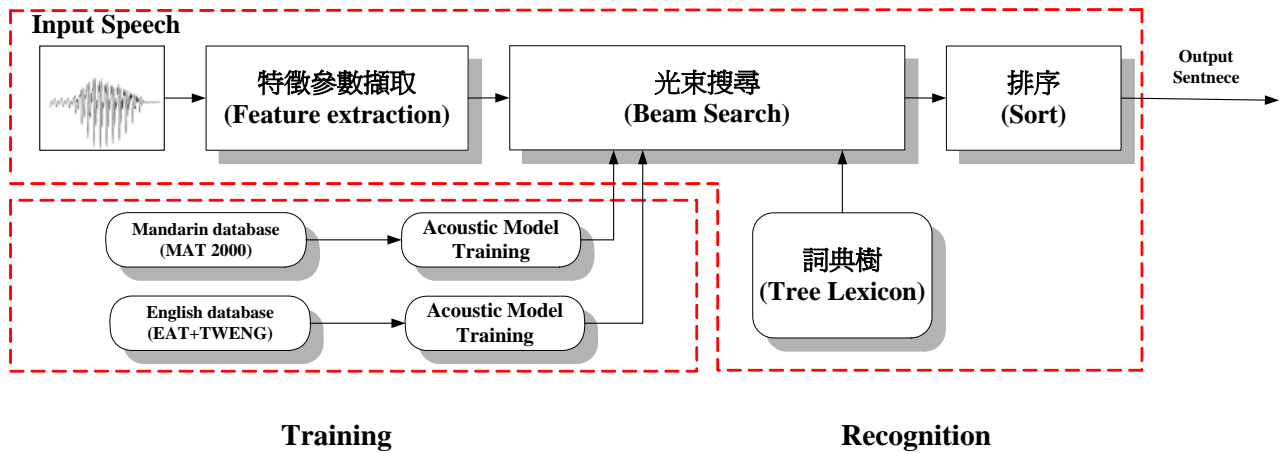 Input Speech
特徵參數擷取
(Feature extraction)
光束搜尋
(Beam Search)
排序
(Sort)
Output
Sentnece
Mandarin database
(MAT 2000)
Acoustic Model
Training
English database
(EAT+TWENG)
Acoustic Model
Training
詞典樹
(Tree Lexicon)
Training
Recognition